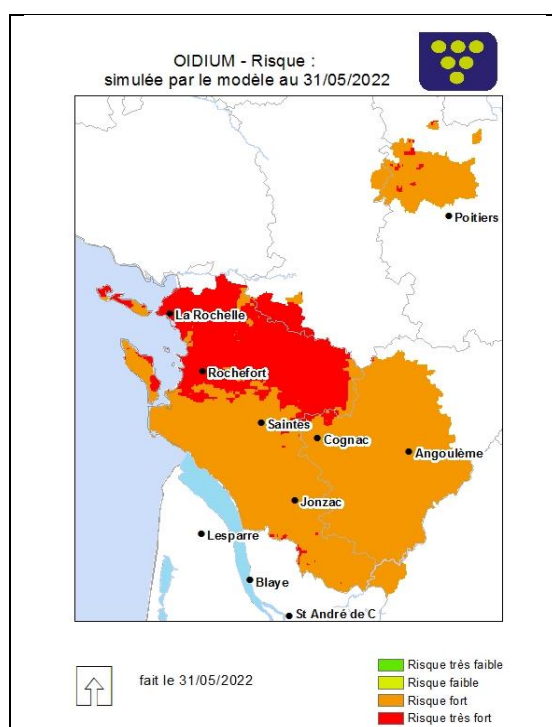 OIDIUM - Risque :
simulée par le modèle au 31/05/2022
Poitiers
La Rochelle
Rochefort
Saintes
Cognac
Angoulème
Jonzac
Lesparre
Blaye
St André de C
fait le 31/05/2022
Risque très faible
Risque faible
Risque fort
Risque très fort